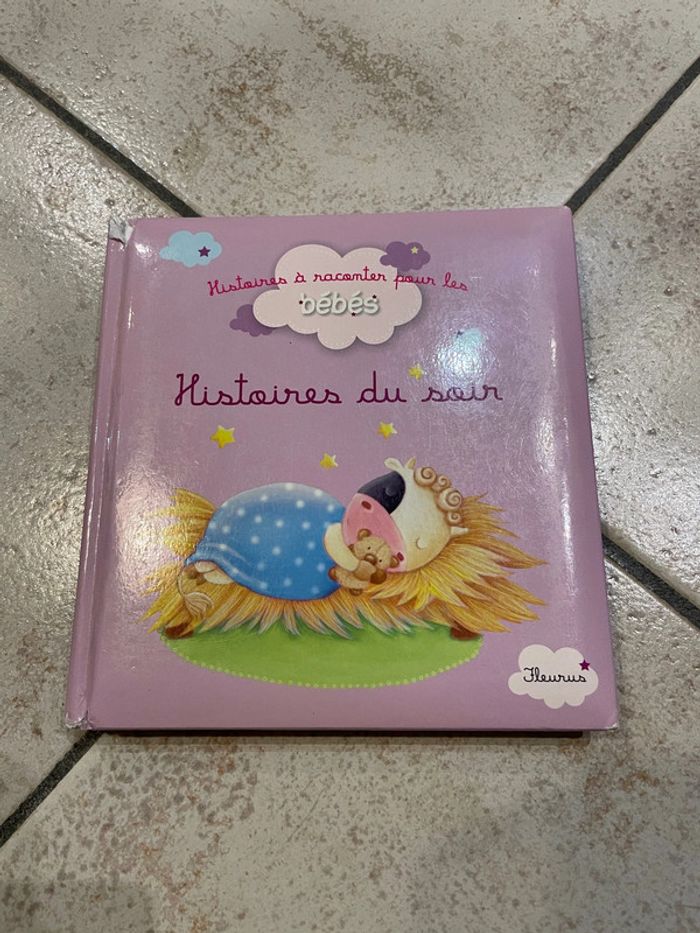 Histoires à raconter pour les
bébés
Histoires du soir
Fleurus